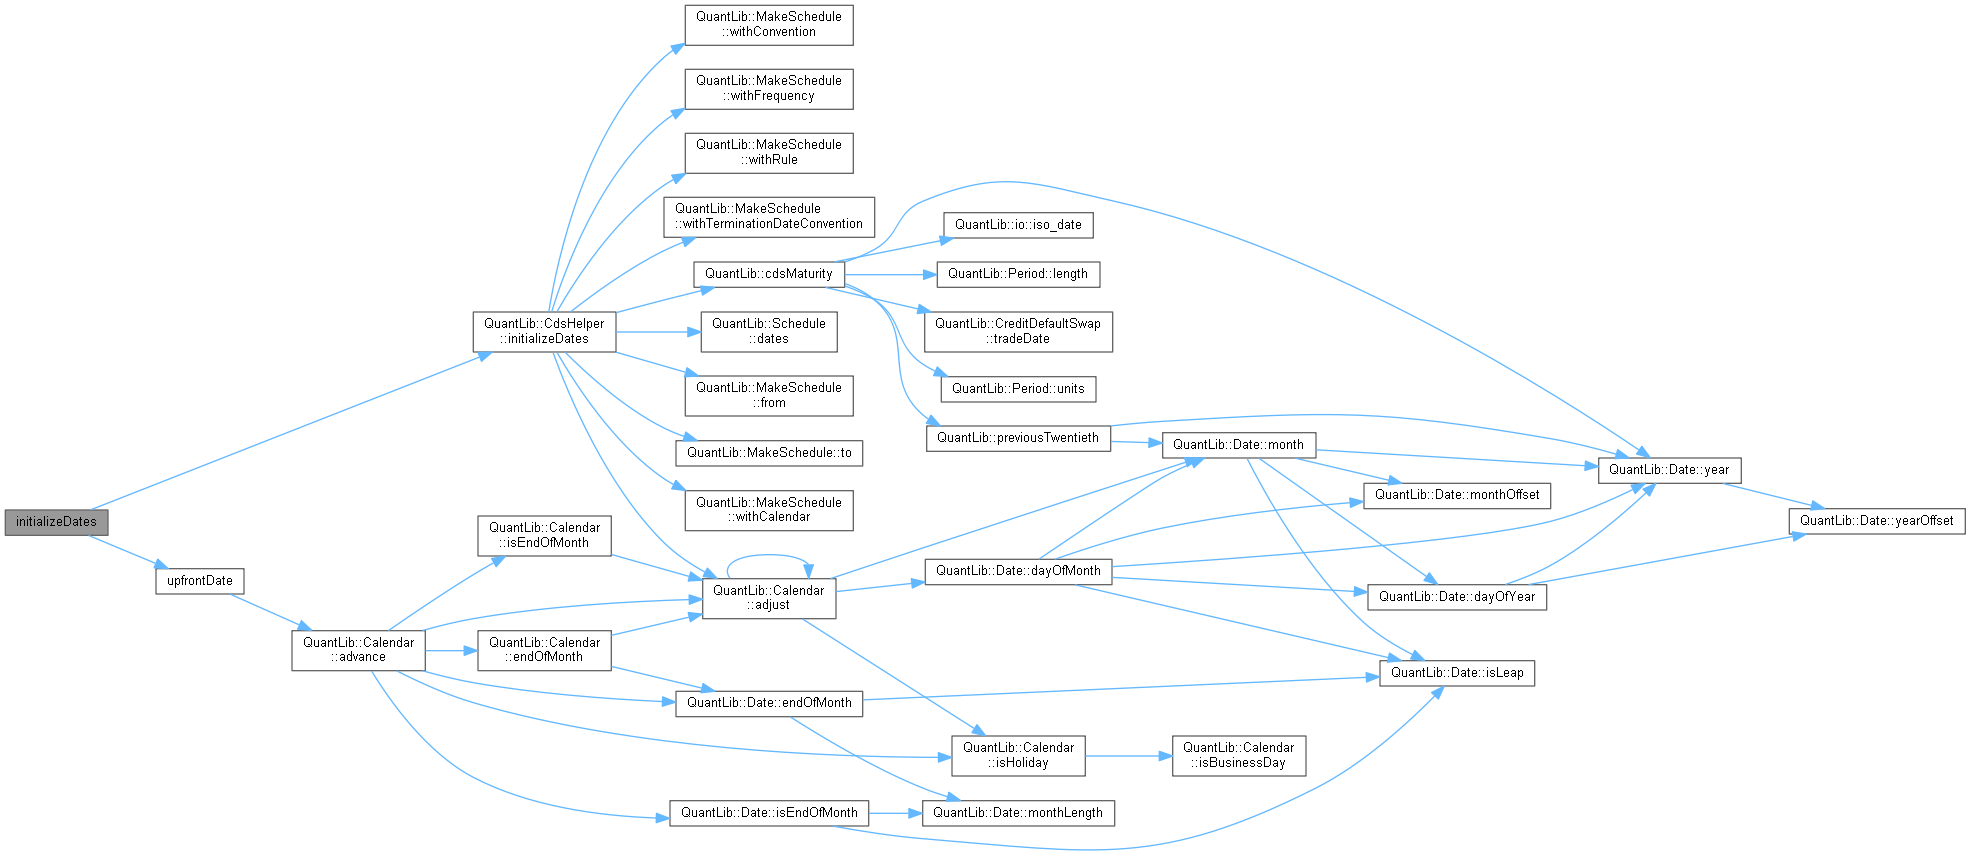 QuantLib::MakeSchedule
::withConvention
QuantLib::MakeSchedule
::withFrequency
QuantLib::MakeSchedule
::withRule
QuantLib::MakeSchedule
::withTerminationDateConvention
QuantLib::io::iso_date
QuantLib::cdsMaturity
QuantLib::Period::length
QuantLib::CdsHelper
::initializeDates
QuantLib::Schedule
::dates
QuantLib::CreditDefaultSwap
::tradeDate
QuantLib::MakeSchedule
::from
QuantLib::Period::units
QuantLib::previousTwentieth
QuantLib::Date::month
QuantLib::MakeSchedule::to
QuantLib::Date::year
QuantLib::MakeSchedule
::withCalendar
QuantLib::Date::monthOffset
initializeDates
QuantLib::Date::yearOffset
QuantLib::Calendar
::isEndOfMonth
upfrontDate
QuantLib::Calendar
::adjust
QuantLib::Date::dayOfMonth
QuantLib::Date::dayOfYear
QuantLib::Calendar
::advance
QuantLib::Calendar
::endOfMonth
QuantLib::Date::isLeap
QuantLib::Date::endOfMonth
QuantLib::Calendar
::isHoliday
QuantLib::Calendar
::isBusinessDay
QuantLib::Date::isEndOfMonth
QuantLib::Date::monthLength